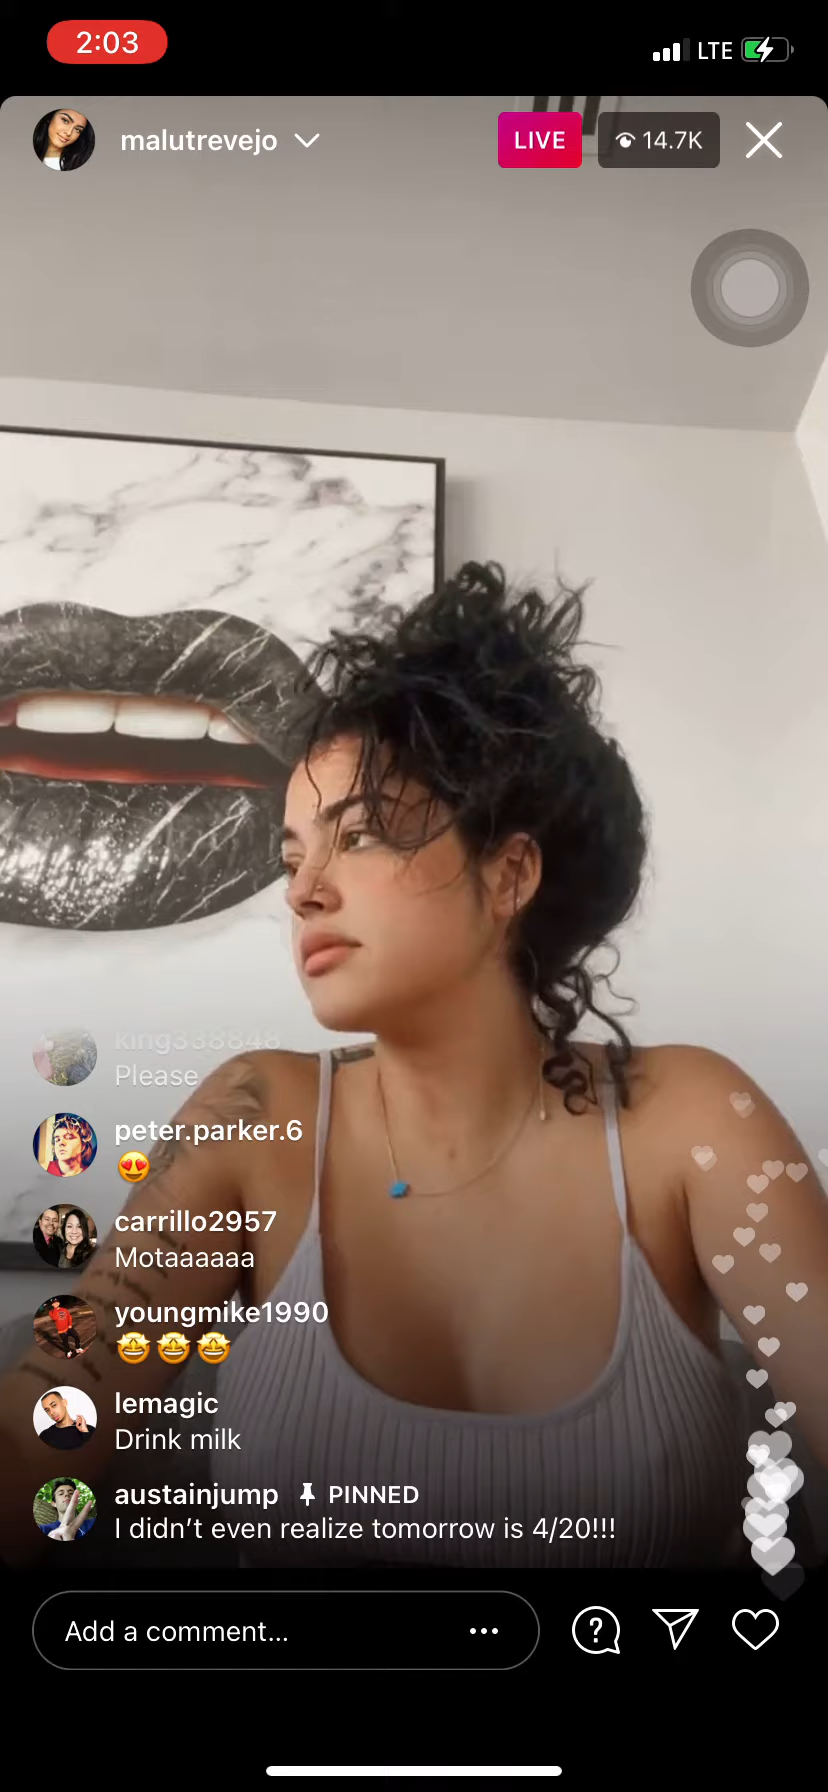 2:03
LTE
malutrevejo
LIVE
14.7K
king338848
Please
peter.parker.6
😍
carrillo2957
Motaaaaaa
youngmike1990
🤩🤩🤩
lemagic
Drink milk
austainjump PINNED
I didn't even realize tomorrow is 4/20!!!
Add a comment...